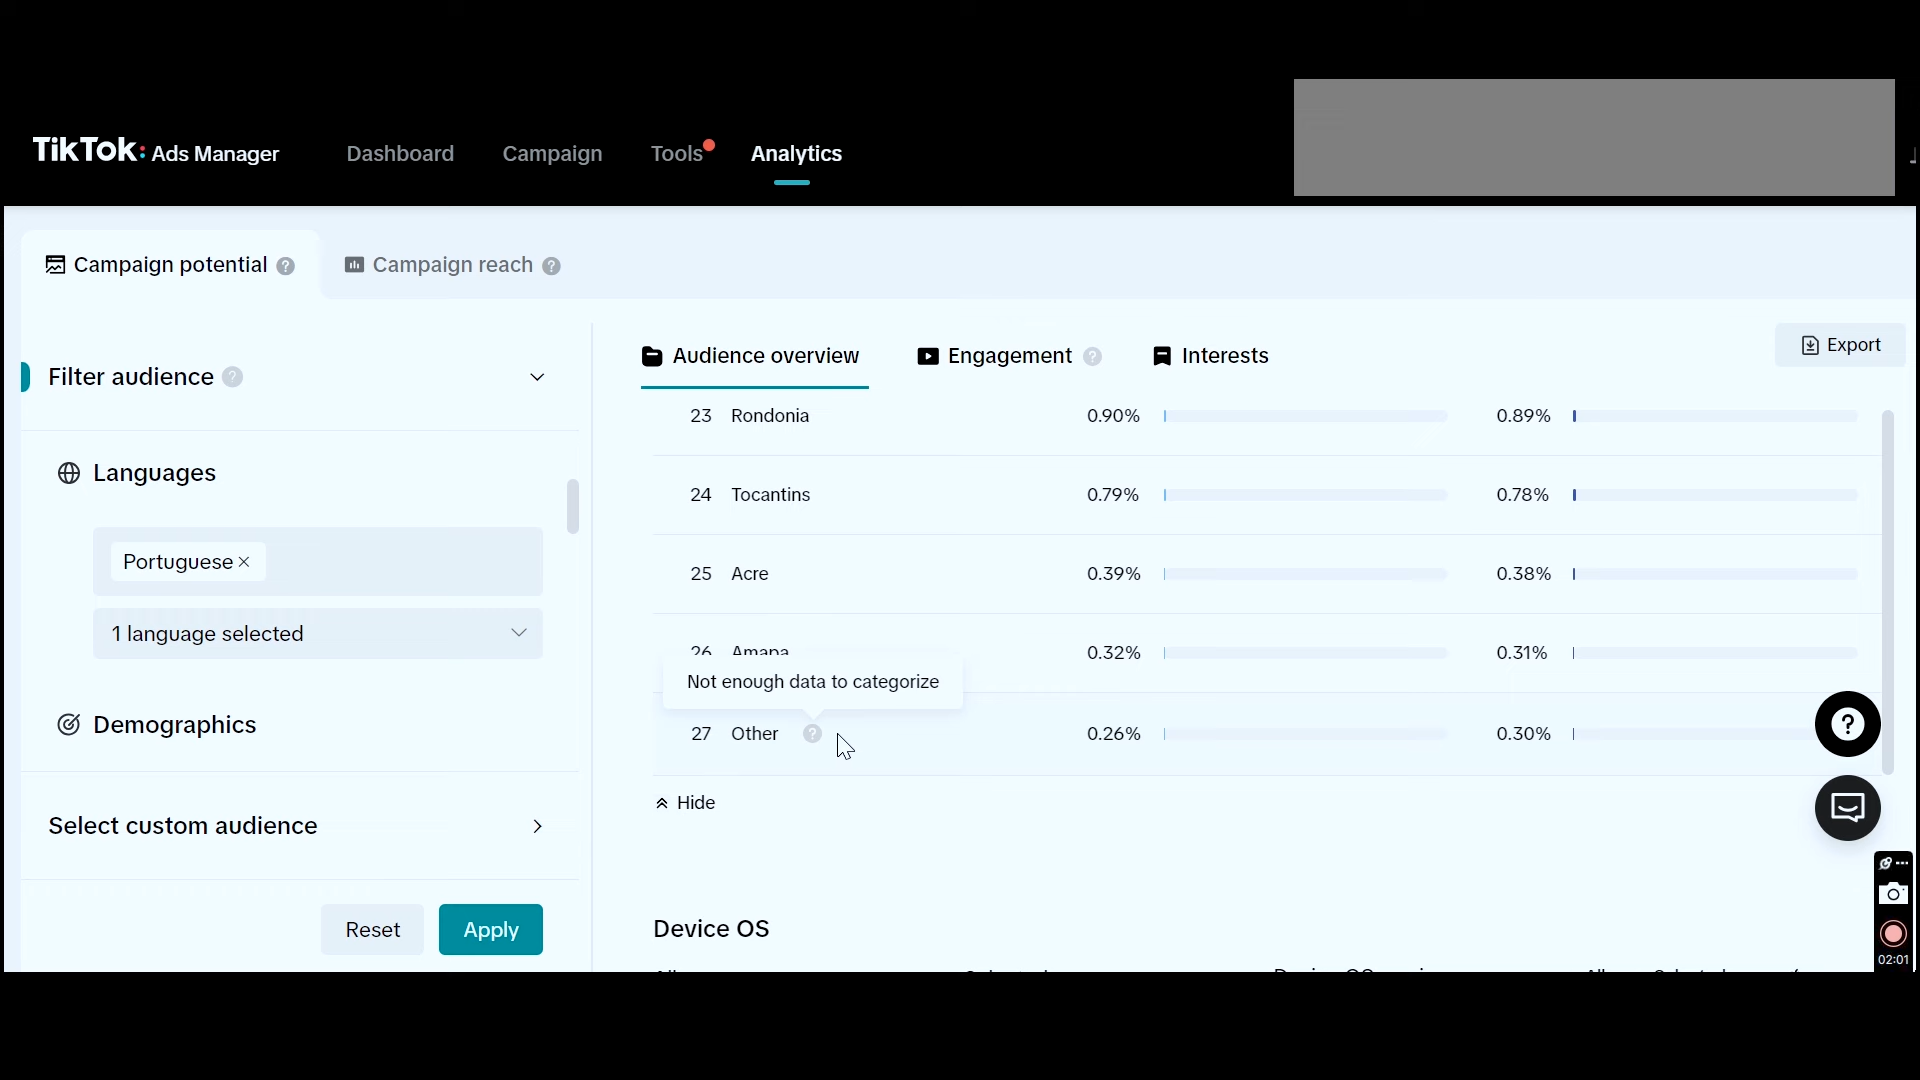 TikTok: Ads Manager Dashboard Campaign Tools Analytics
Campaign potential ? Campaign reach ?
Filter audience ?
Languages
Portuguese ×
1 language selected
Demographics
Select custom audience
Reset Apply
Audience overview Engagement ? Interests Export
23 Rondonia 0.90% 0.89%
24 Tocantins 0.79% 0.78%
25 Acre 0.39% 0.38%
26 Amapa 0.32% 0.31%
Not enough data to categorize
27 Other ? 0.26% 0.30%
Hide
Device OS
?
02:01